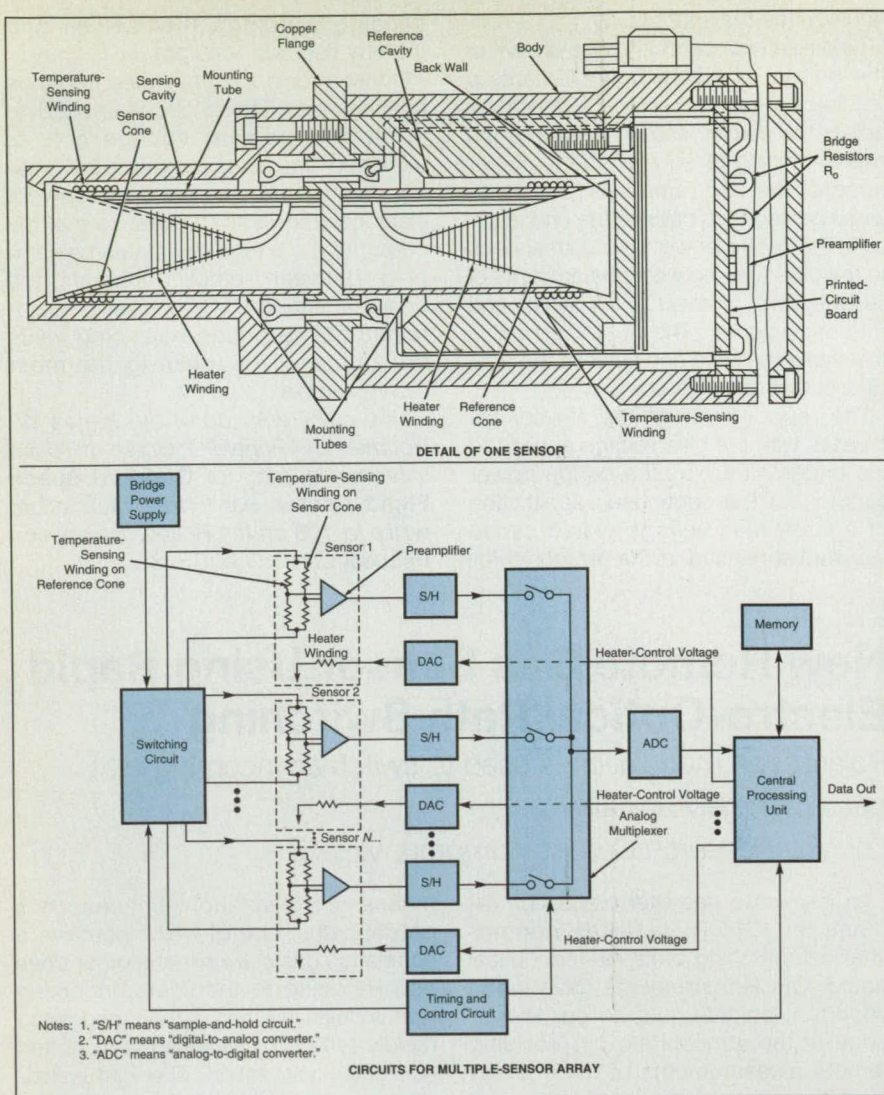 Copper
Flange
Reference
Cavity
Back Wall
Body
Temperature-
Sensing
Winding
Sensing
Cavity
Mounting
Tube
Sensor
Cone
Bridge
Resistors
Ro
Preamplifier
Printed-
Circuit
Board
Heater
Winding
Mounting
Tubes
Heater
Winding
Reference
Cone
Temperature-Sensing
Winding
DETAIL OF ONE SENSOR
Bridge
Power
Supply
Temperature-Sensing
Winding on
Sensor Cone
Temperature-
Sensing
Winding on
Reference Cone
Sensor 1
Preamplifier
S/H
Memory
Heater
Winding
DAC
Heater-Control Voltage
Sensor 2
Switching
Circuit
S/H
ADC
Central
Processing
Unit
Data Out
DAC
Heater-Control Voltage
Analog
Multiplexer
Sensor N...
S/H
DAC
Heater-Control Voltage
Timing and
Control Circuit
Notes: 1. "S/H" means "sample-and-hold circuit."
2. "DAC" means "digital-to-analog converter."
3. "ADC" means "analog-to-digital converter."
CIRCUITS FOR MULTIPLE-SENSOR ARRAY